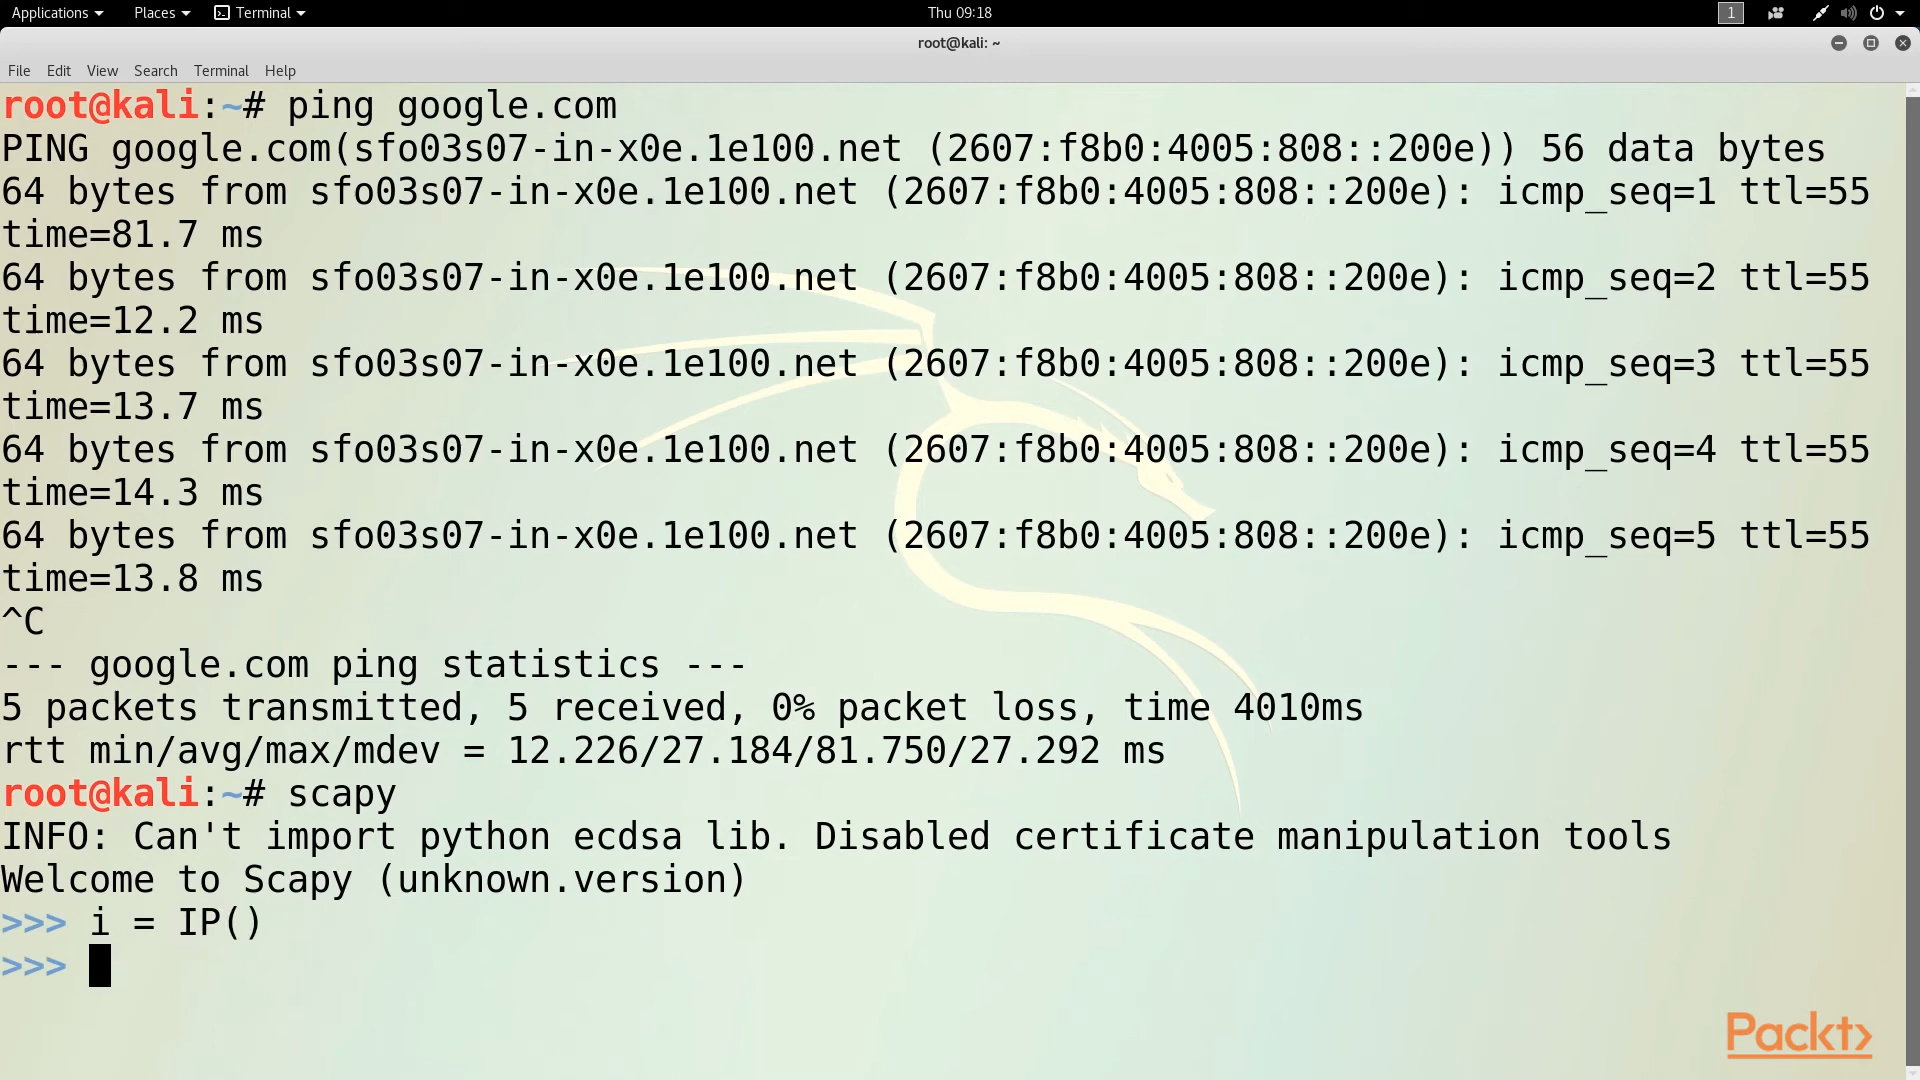 Applications Places Terminal Thu 09:18 1
root@kali: ~
File Edit View Search Terminal Help
root@kali:~# ping google.com
PING google.com(sfo03s07-in-x0e.1e100.net (2607:f8b0:4005:808::200e)) 56 data bytes
64 bytes from sfo03s07-in-x0e.1e100.net (2607:f8b0:4005:808::200e): icmp_seq=1 ttl=55
time=81.7 ms
64 bytes from sfo03s07-in-x0e.1e100.net (2607:f8b0:4005:808::200e): icmp_seq=2 ttl=55
time=12.2 ms
64 bytes from sfo03s07-in-x0e.1e100.net (2607:f8b0:4005:808::200e): icmp_seq=3 ttl=55
time=13.7 ms
64 bytes from sfo03s07-in-x0e.1e100.net (2607:f8b0:4005:808::200e): icmp_seq=4 ttl=55
time=14.3 ms
64 bytes from sfo03s07-in-x0e.1e100.net (2607:f8b0:4005:808::200e): icmp_seq=5 ttl=55
time=13.8 ms
^C
--- google.com ping statistics ---
5 packets transmitted, 5 received, 0% packet loss, time 4010ms
rtt min/avg/max/mdev = 12.226/27.184/81.750/27.292 ms
root@kali:~# scapy
INFO: Can't import python ecdsa lib. Disabled certificate manipulation tools
Welcome to Scapy (unknown.version)
>>> i = IP()
>>>
Packt>